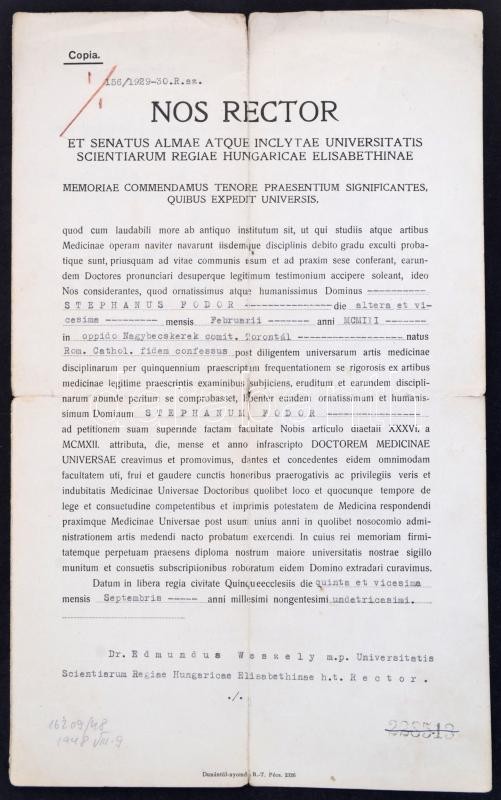 Copia.
156/1929-30.R.sz.
NOS RECTOR
ET SENATUS ALMAE ATQUE INCLYTAE UNIVERSITATIS
SCIENTIARUM REGIAE HUNGARICAE ELISABETHINAE
MEMORIAE COMMENDAMUS TENORE PRAESENTIUM SIGNIFICANTES,
QUIBUS EXPEDIT UNIVERSIS,
quod cum laudabili more ab antiquo institutum sit, ut qui studiis atque artibus
Medicinae operam naviter navarunt iisdemque disciplinis debito gradu exculti proba-
tique sunt, priusquam ad vitae communis usum et ad praxim sese conferant, earun-
dem Doctores pronunciari desuperque legitimum testimonium accipere soleant, ideo
Nos considerantes, quod ornatissimus atque humanissimus Dominus ----------
STEPHANUS FODOR --------------- die altera et vi-
cesima --------- mensis Februarii ------- anni MCMIII -------
in oppido Nagybecskerek comit. Torontál ------------------ natus
Rom. Cathol. fidem confessus post diligentem universarum artis medicinae
disciplinarum per quinquennium praescriptam frequentationem se rigorosis ex artibus
medicinae legitime praescriptis examinibus subjiciens, eruditum et earundem discipli-
narum abunde peritum se comprobasset, libenter eundem ornatissimum et humanis-
simum Dominum STEPHANUM FODOR ------------------
ad petitionem suam superinde factam facultate Nobis articulo diaetali XXXVI. a
MCMXII. attributa, die, mense et anno infrascripto DOCTOREM MEDICINAE
UNIVERSAE creavimus et promovimus, dantes et concedentes eidem omnimodam
facultatem uti, frui et gaudere cunctis honoribus praerogativis ac privilegiis veris et
indubitatis Medicinae Universae Doctoribus quolibet loco et quocunque tempore de
lege et consuetudine competentibus et imprimis potestatem de Medicina respondendi
praximque Medicinae Universae post usum unius anni in quolibet nosocomio admi-
nistrationem artis medendi nacto probatum exercendi. In cuius rei memoriam firmi-
tatemque perpetuam praesens diploma nostrum maiore universitatis nostrae sigillo
munitum et consuetis subscriptionibus roboratum eidem Domino extradari curavimus.
Datum in libera regia civitate Quinqueecclesiis die quinta et vicesima
mensis Septembris ----- anni millesimi nongentesimi undetricesimi.
Dr. Edmundus Weszely m.p. Universitatis
Scientiarum Regiae Hungaricae Elisabethinae h.t. Rector.
./.
16209/48
1948 VIII. 9
Dunántúl-nyomda R.-T. Pécs. 2326